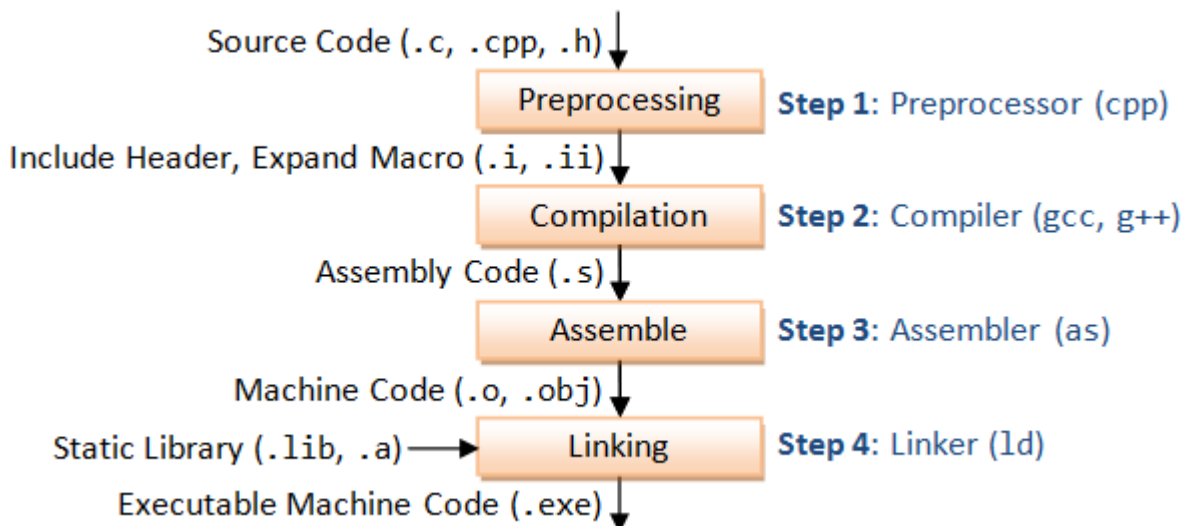 Source Code (.c, .cpp, .h)
Preprocessing
Step 1: Preprocessor (cpp)
Include Header, Expand Macro (.i, .ii)
Compilation
Step 2: Compiler (gcc, g++)
Assembly Code (.s)
Assemble
Step 3: Assembler (as)
Machine Code (.o, .obj)
Static Library (.lib, .a)
Linking
Step 4: Linker (ld)
Executable Machine Code (.exe)